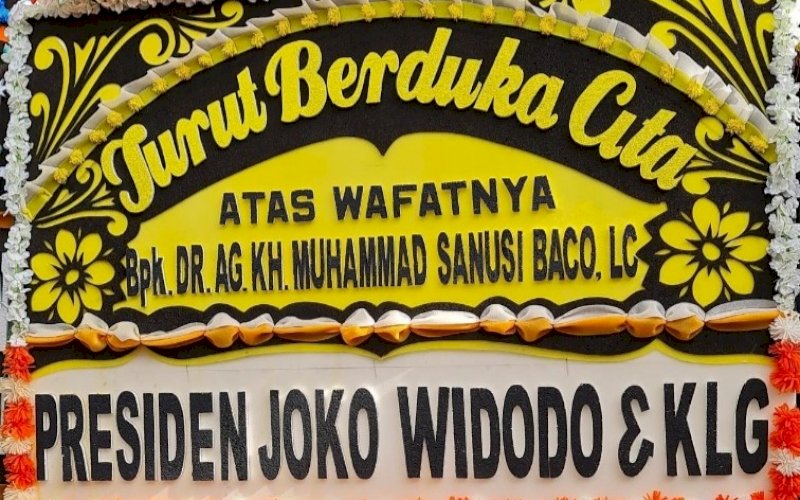 Turut Berduka Cita
ATAS WAFATNYA
Bpk. DR. AG. KH. MUHAMMAD SANUSI BACO, LC
PRESIDEN JOKO WIDODO & KLG